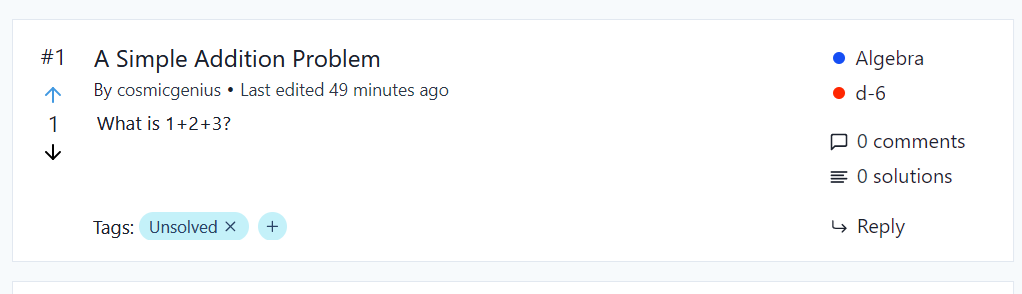 #1
A Simple Addition Problem
By cosmicgenius • Last edited 49 minutes ago
1
What is 1+2+3?
Tags: Unsolved × +
Algebra
d-6
0 comments
0 solutions
Reply